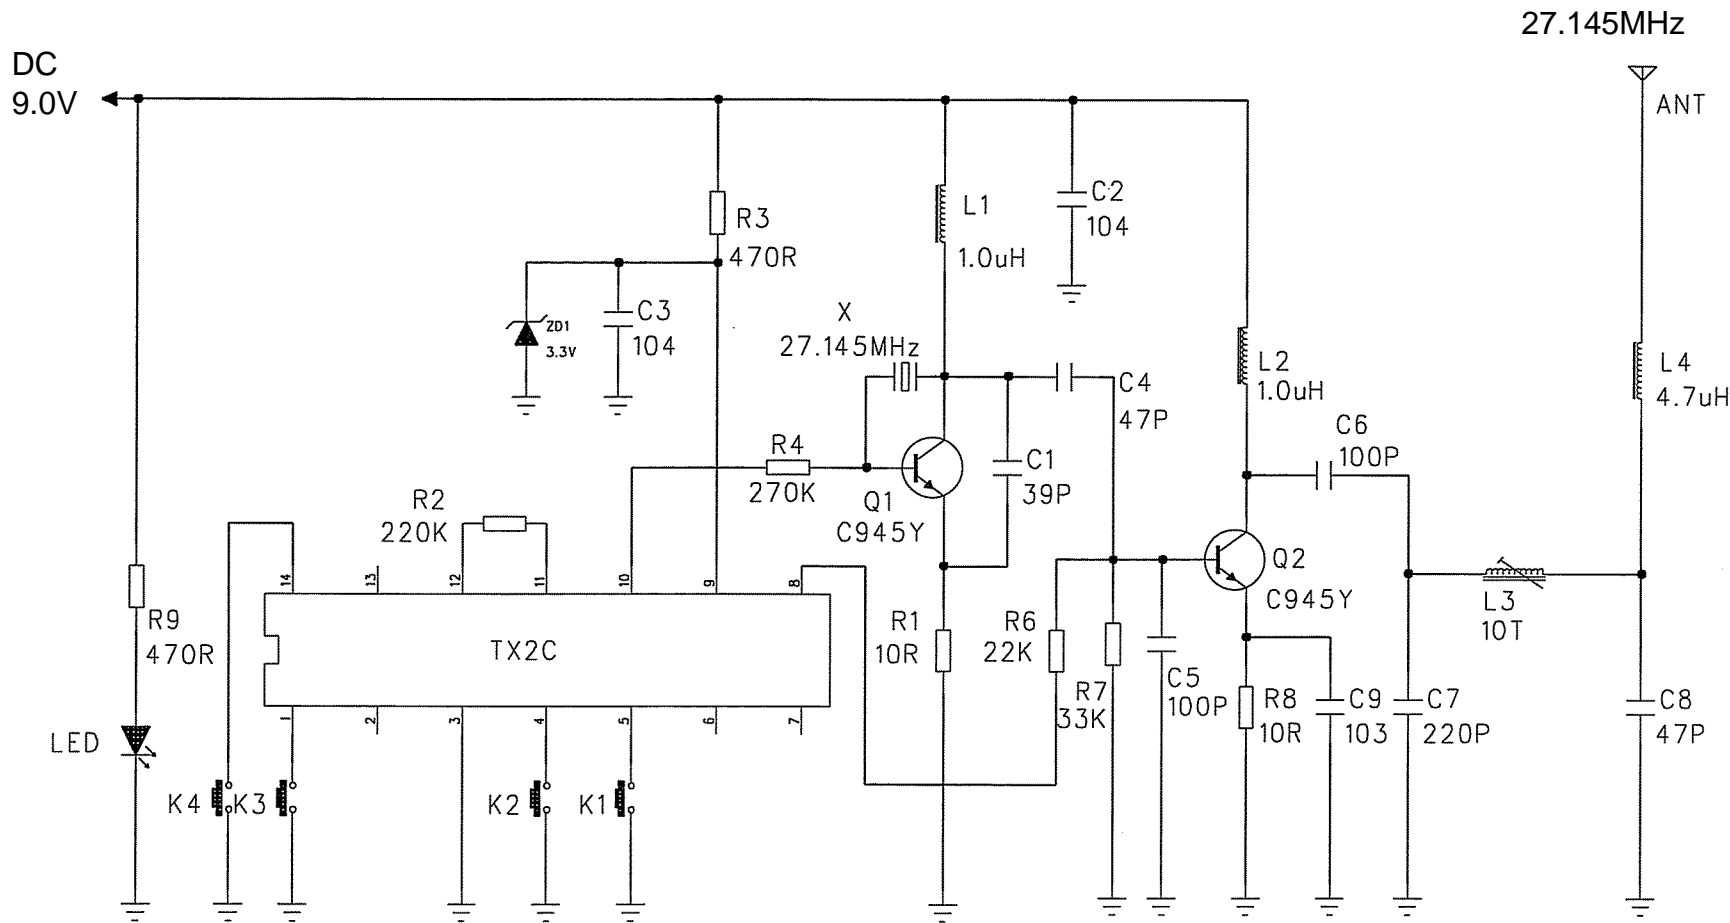 27.145MHz
DC
9.0V
ANT
R3
470R
L1
1.0uH
C2
104
ZD1
3.3V
C3
104
X
27.145MHz
L2
1.0uH
L4
4.7uH
C4
47P
C6
100P
R4
270K
Q1
C945Y
C1
39P
R2
220K
Q2
C945Y
14
13
12
11
10
9
8
R9
470R
TX2C
R1
10R
R6
22K
R7
33K
C5
100P
R8
10R
C9
103
C7
220P
L3
10T
C8
47P
1
2
3
4
5
6
7
LED
K4
K3
K2
K1